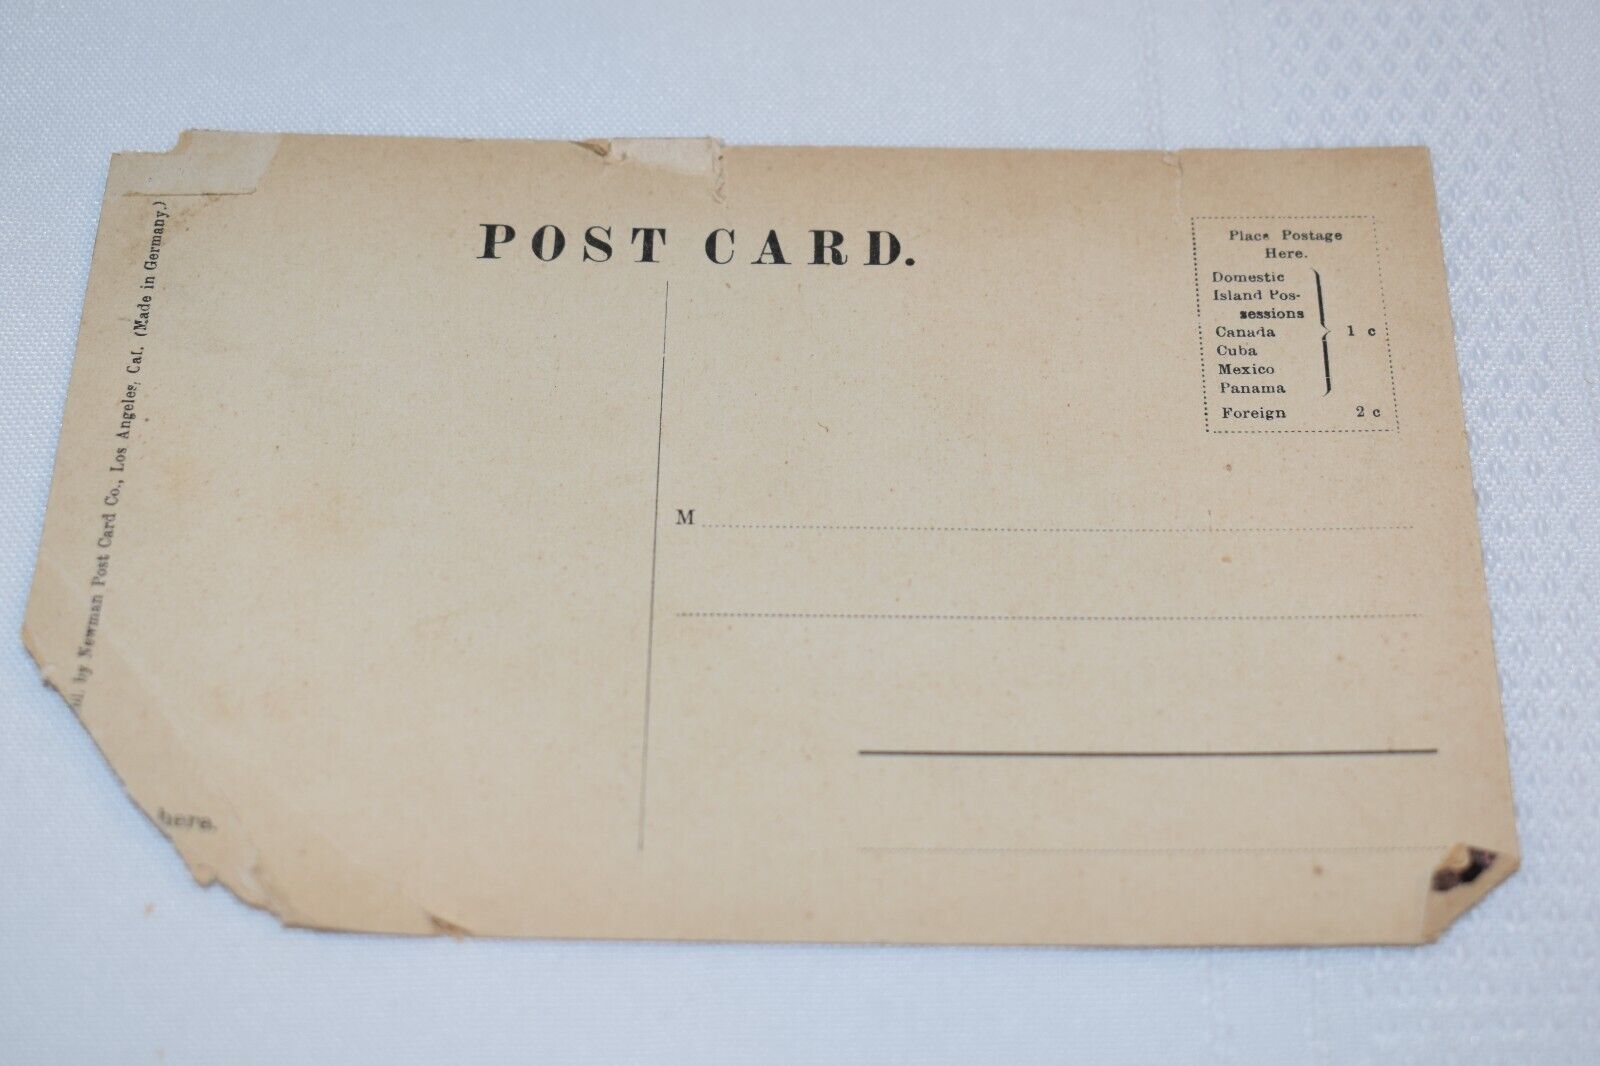 POST CARD.
Place Postage
Here.
Domestic
Island Pos-
sessions
Canada
Cuba
Mexico
Panama
1 c
Foreign 2 c
M
by Newman Post Card Co., Los Angeles, Cal. (Made in Germany.)
here.